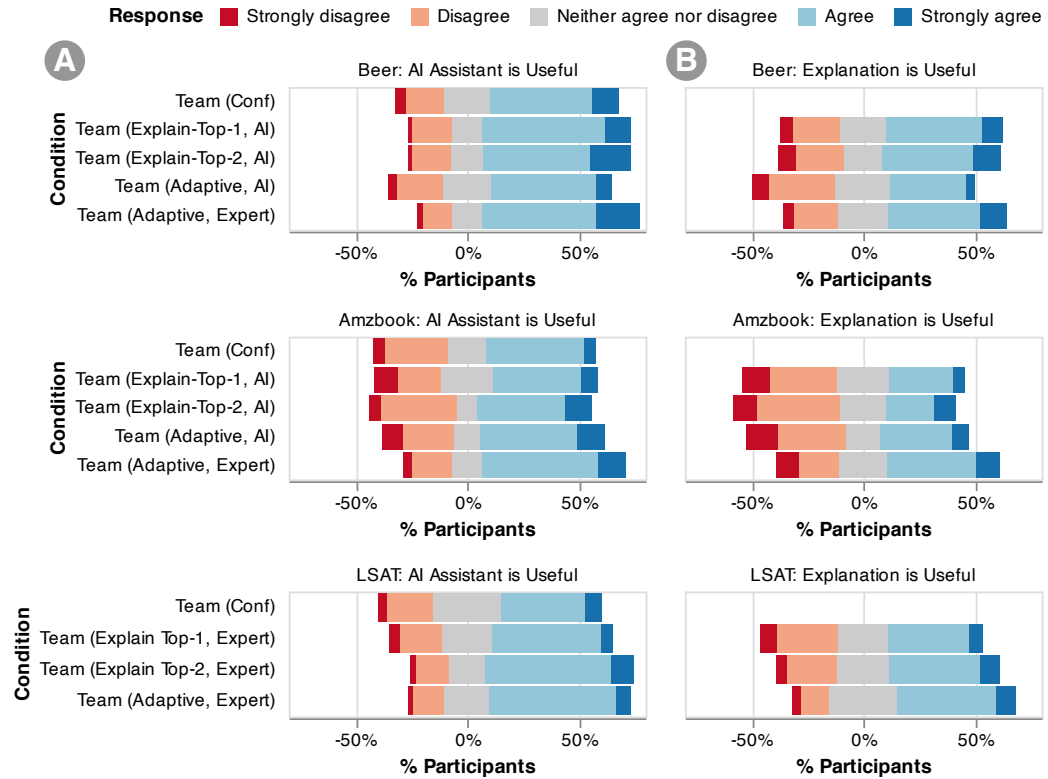 Response Strongly disagree Disagree Neither agree nor disagree Agree Strongly agree
A
B
Beer: AI Assistant is Useful
Beer: Explanation is Useful
Condition
Team (Conf)
Team (Explain-Top-1, AI)
Team (Explain-Top-2, AI)
Team (Adaptive, AI)
Team (Adaptive, Expert)
-50% 0% 50%
-50% 0% 50%
% Participants
% Participants
Amzbook: AI Assistant is Useful
Amzbook: Explanation is Useful
Condition
Team (Conf)
Team (Explain-Top-1, AI)
Team (Explain-Top-2, AI)
Team (Adaptive, AI)
Team (Adaptive, Expert)
-50% 0% 50%
-50% 0% 50%
% Participants
% Participants
LSAT: AI Assistant is Useful
LSAT: Explanation is Useful
Condition
Team (Conf)
Team (Explain Top-1, Expert)
Team (Explain Top-2, Expert)
Team (Adaptive, Expert)
-50% 0% 50%
-50% 0% 50%
% Participants
% Participants